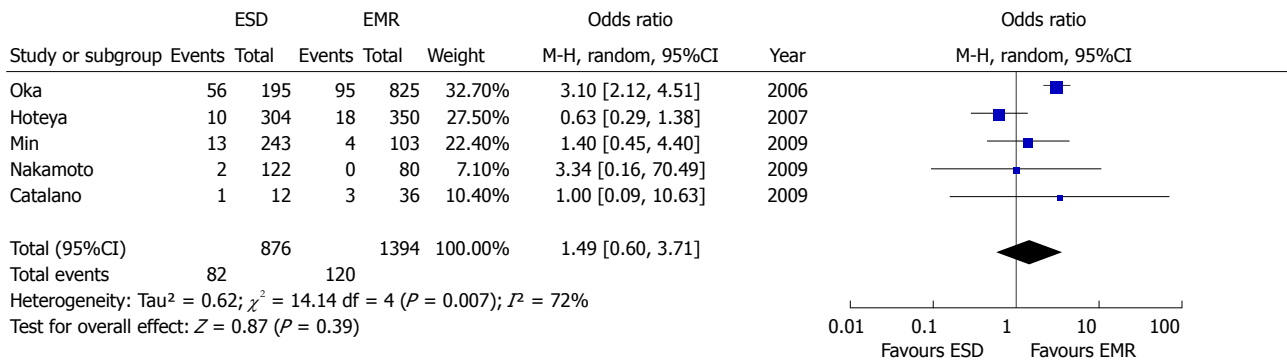 ESD EMR Odds ratio Odds ratio
Study or subgroup Events Total Events Total Weight M-H, random, 95%CI Year M-H, random, 95%CI
Oka 56 195 95 825 32.70% 3.10 [2.12, 4.51] 2006
Hoteya 10 304 18 350 27.50% 0.63 [0.29, 1.38] 2007
Min 13 243 4 103 22.40% 1.40 [0.45, 4.40] 2009
Nakamoto 2 122 0 80 7.10% 3.34 [0.16, 70.49] 2009
Catalano 1 12 3 36 10.40% 1.00 [0.09, 10.63] 2009
Total (95%CI) 876 1394 100.00% 1.49 [0.60, 3.71]
Total events 82 120
Heterogeneity: Tau² = 0.62; χ² = 14.14 df = 4 (P = 0.007); I² = 72%
Test for overall effect: Z = 0.87 (P = 0.39)
0.01 0.1 1 10 100
Favours ESD Favours EMR